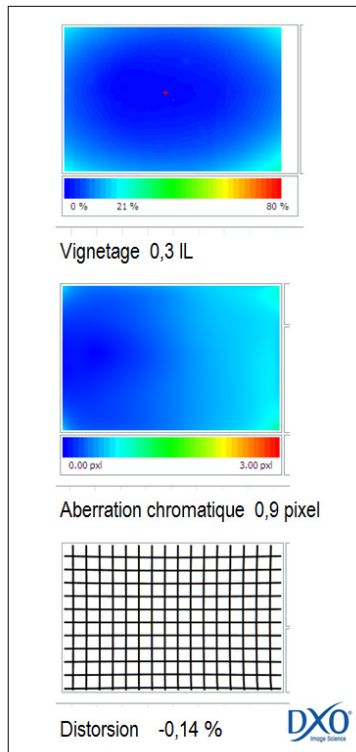 0 % 21 % 80 %
Vignetage 0,3 IL
0.00 pxl 3.00 pxl
Aberration chromatique 0,9 pixel
Distorsion -0,14 %
DXO
Image Science